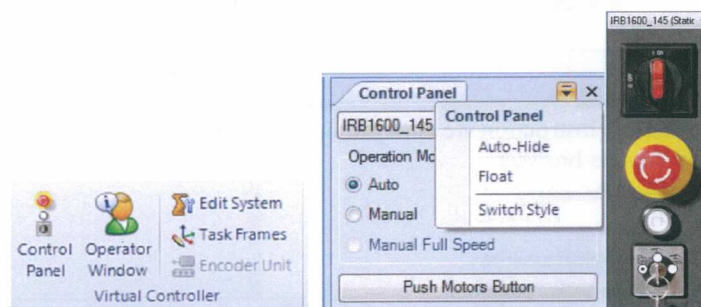 IRB1600_145 (Static
Control Panel
IRB1600_145
Control Panel
Auto-Hide
Operation Mo
Auto
Float
Manual
Switch Style
Manual Full Speed
Push Motors Button
Edit System
Task Frames
Encoder Unit
Control Panel
Operator Window
Virtual Controller